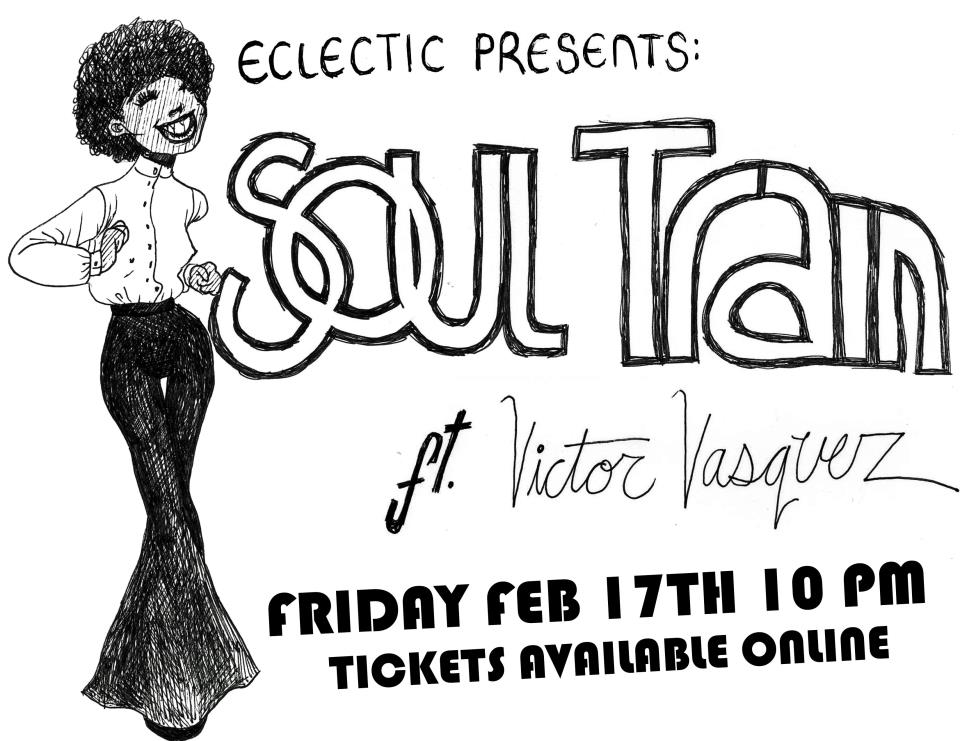 ECLECTIC PRESENTS:
Soul Train
ft. Victor Vasquez
FRIDAY FEB 17TH 10 PM
TICKETS AVAILABLE ONLINE